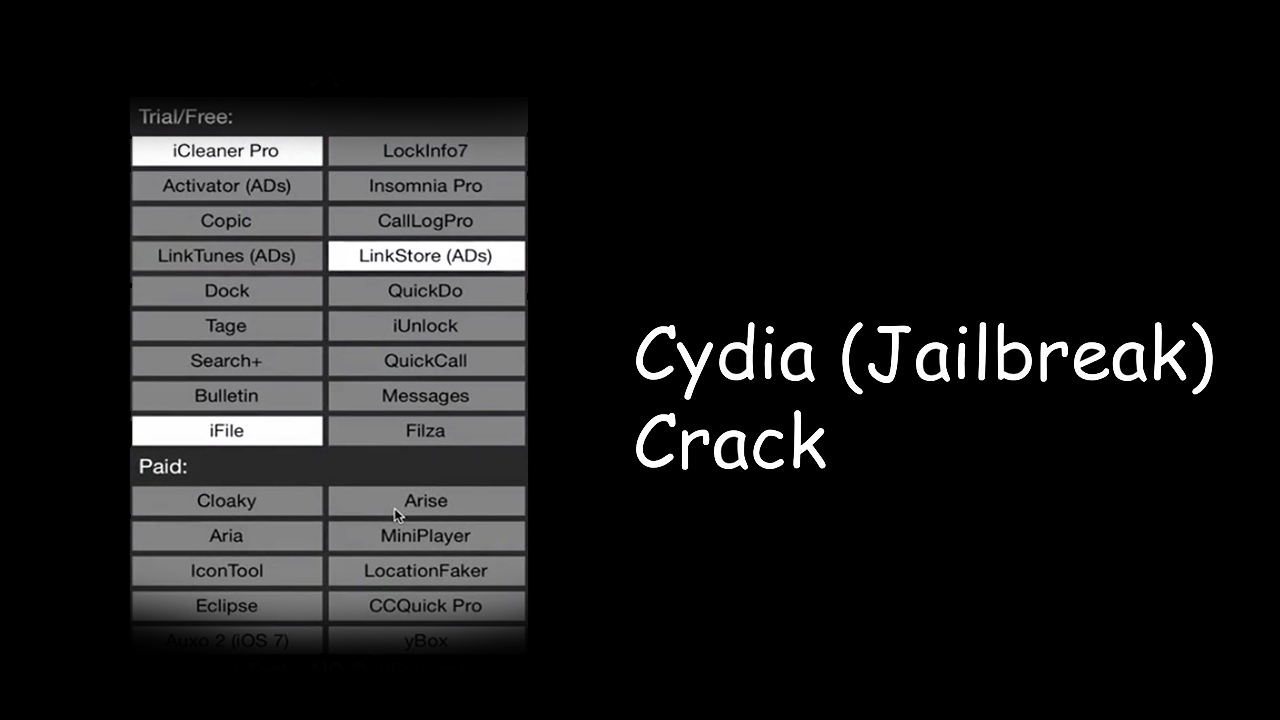 Trial/Free:
iCleaner Pro LockInfo7
Activator (ADs) Insomnia Pro
Copic CallLogPro
LinkTunes (ADs) LinkStore (ADs)
Dock QuickDo
Tage iUnlock
Search+ QuickCall
Bulletin Messages
iFile Filza
Paid:
Cloaky Arise
Aria MiniPlayer
IconTool LocationFaker
Eclipse CCQuick Pro
Auxo 2 (iOS 7) yBox
Cydia (Jailbreak)
Crack